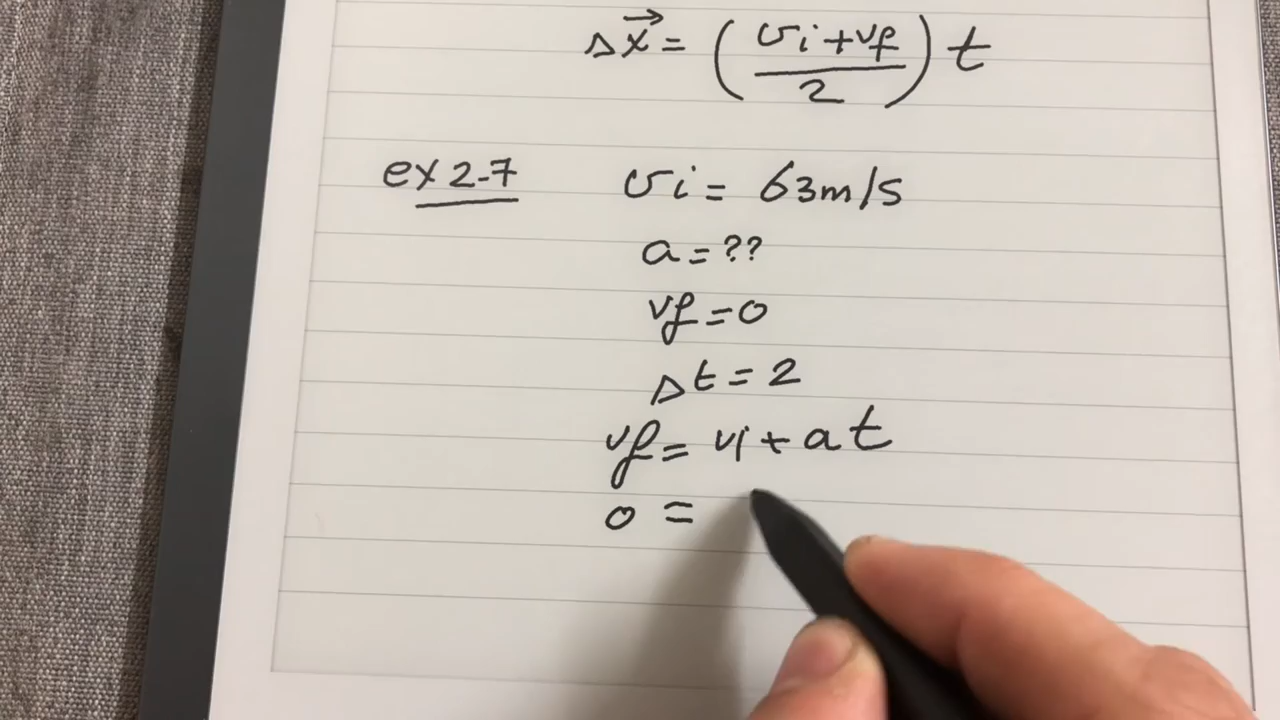 Δx⃗ = (vi+vf/2) t
ex 2-7 vi = 63m/s
a = ??
vf = 0
Δt = 2
vf = vi + at
0 =